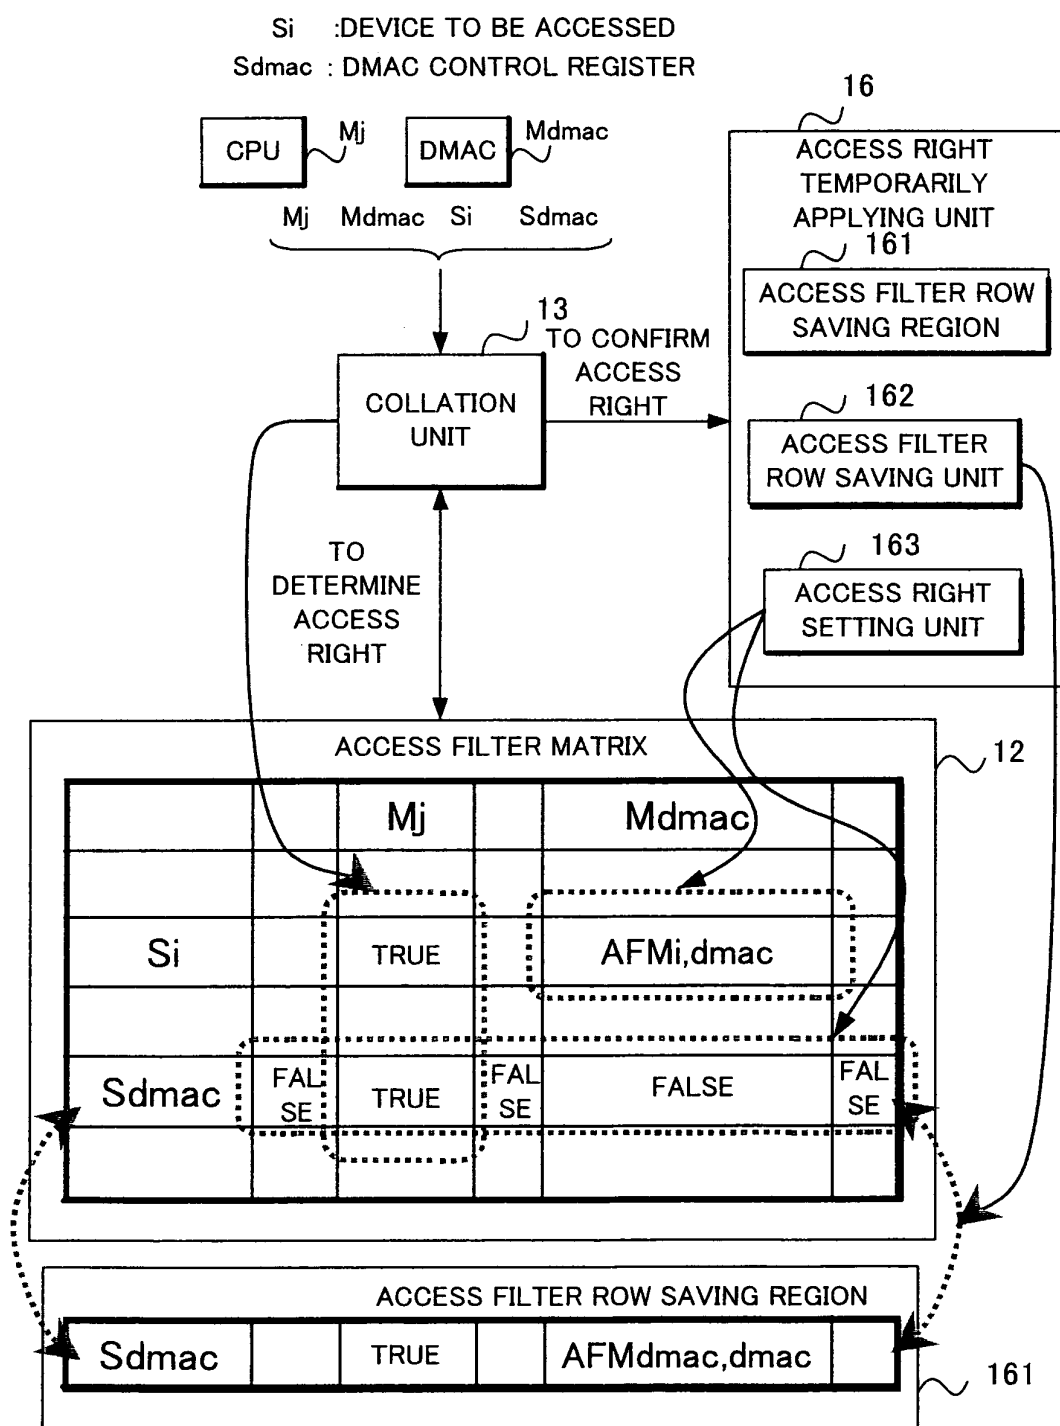 Si :DEVICE TO BE ACCESSED
Sdmac : DMAC CONTROL REGISTER
CPU
Mj
DMAC
Mdmac
Mj Mdmac Si Sdmac
16
ACCESS RIGHT
TEMPORARILY
APPLYING UNIT
161
ACCESS FILTER ROW
SAVING REGION
13
TO CONFIRM
ACCESS
RIGHT
COLLATION
UNIT
162
ACCESS FILTER
ROW SAVING UNIT
163
ACCESS RIGHT
SETTING UNIT
TO
DETERMINE
ACCESS
RIGHT
ACCESS FILTER MATRIX
12
Mj Mdmac
Si TRUE AFMi,dmac
Sdmac FAL
SE TRUE FAL
SE FALSE FAL
SE
ACCESS FILTER ROW SAVING REGION
Sdmac TRUE AFMdmac,dmac
161